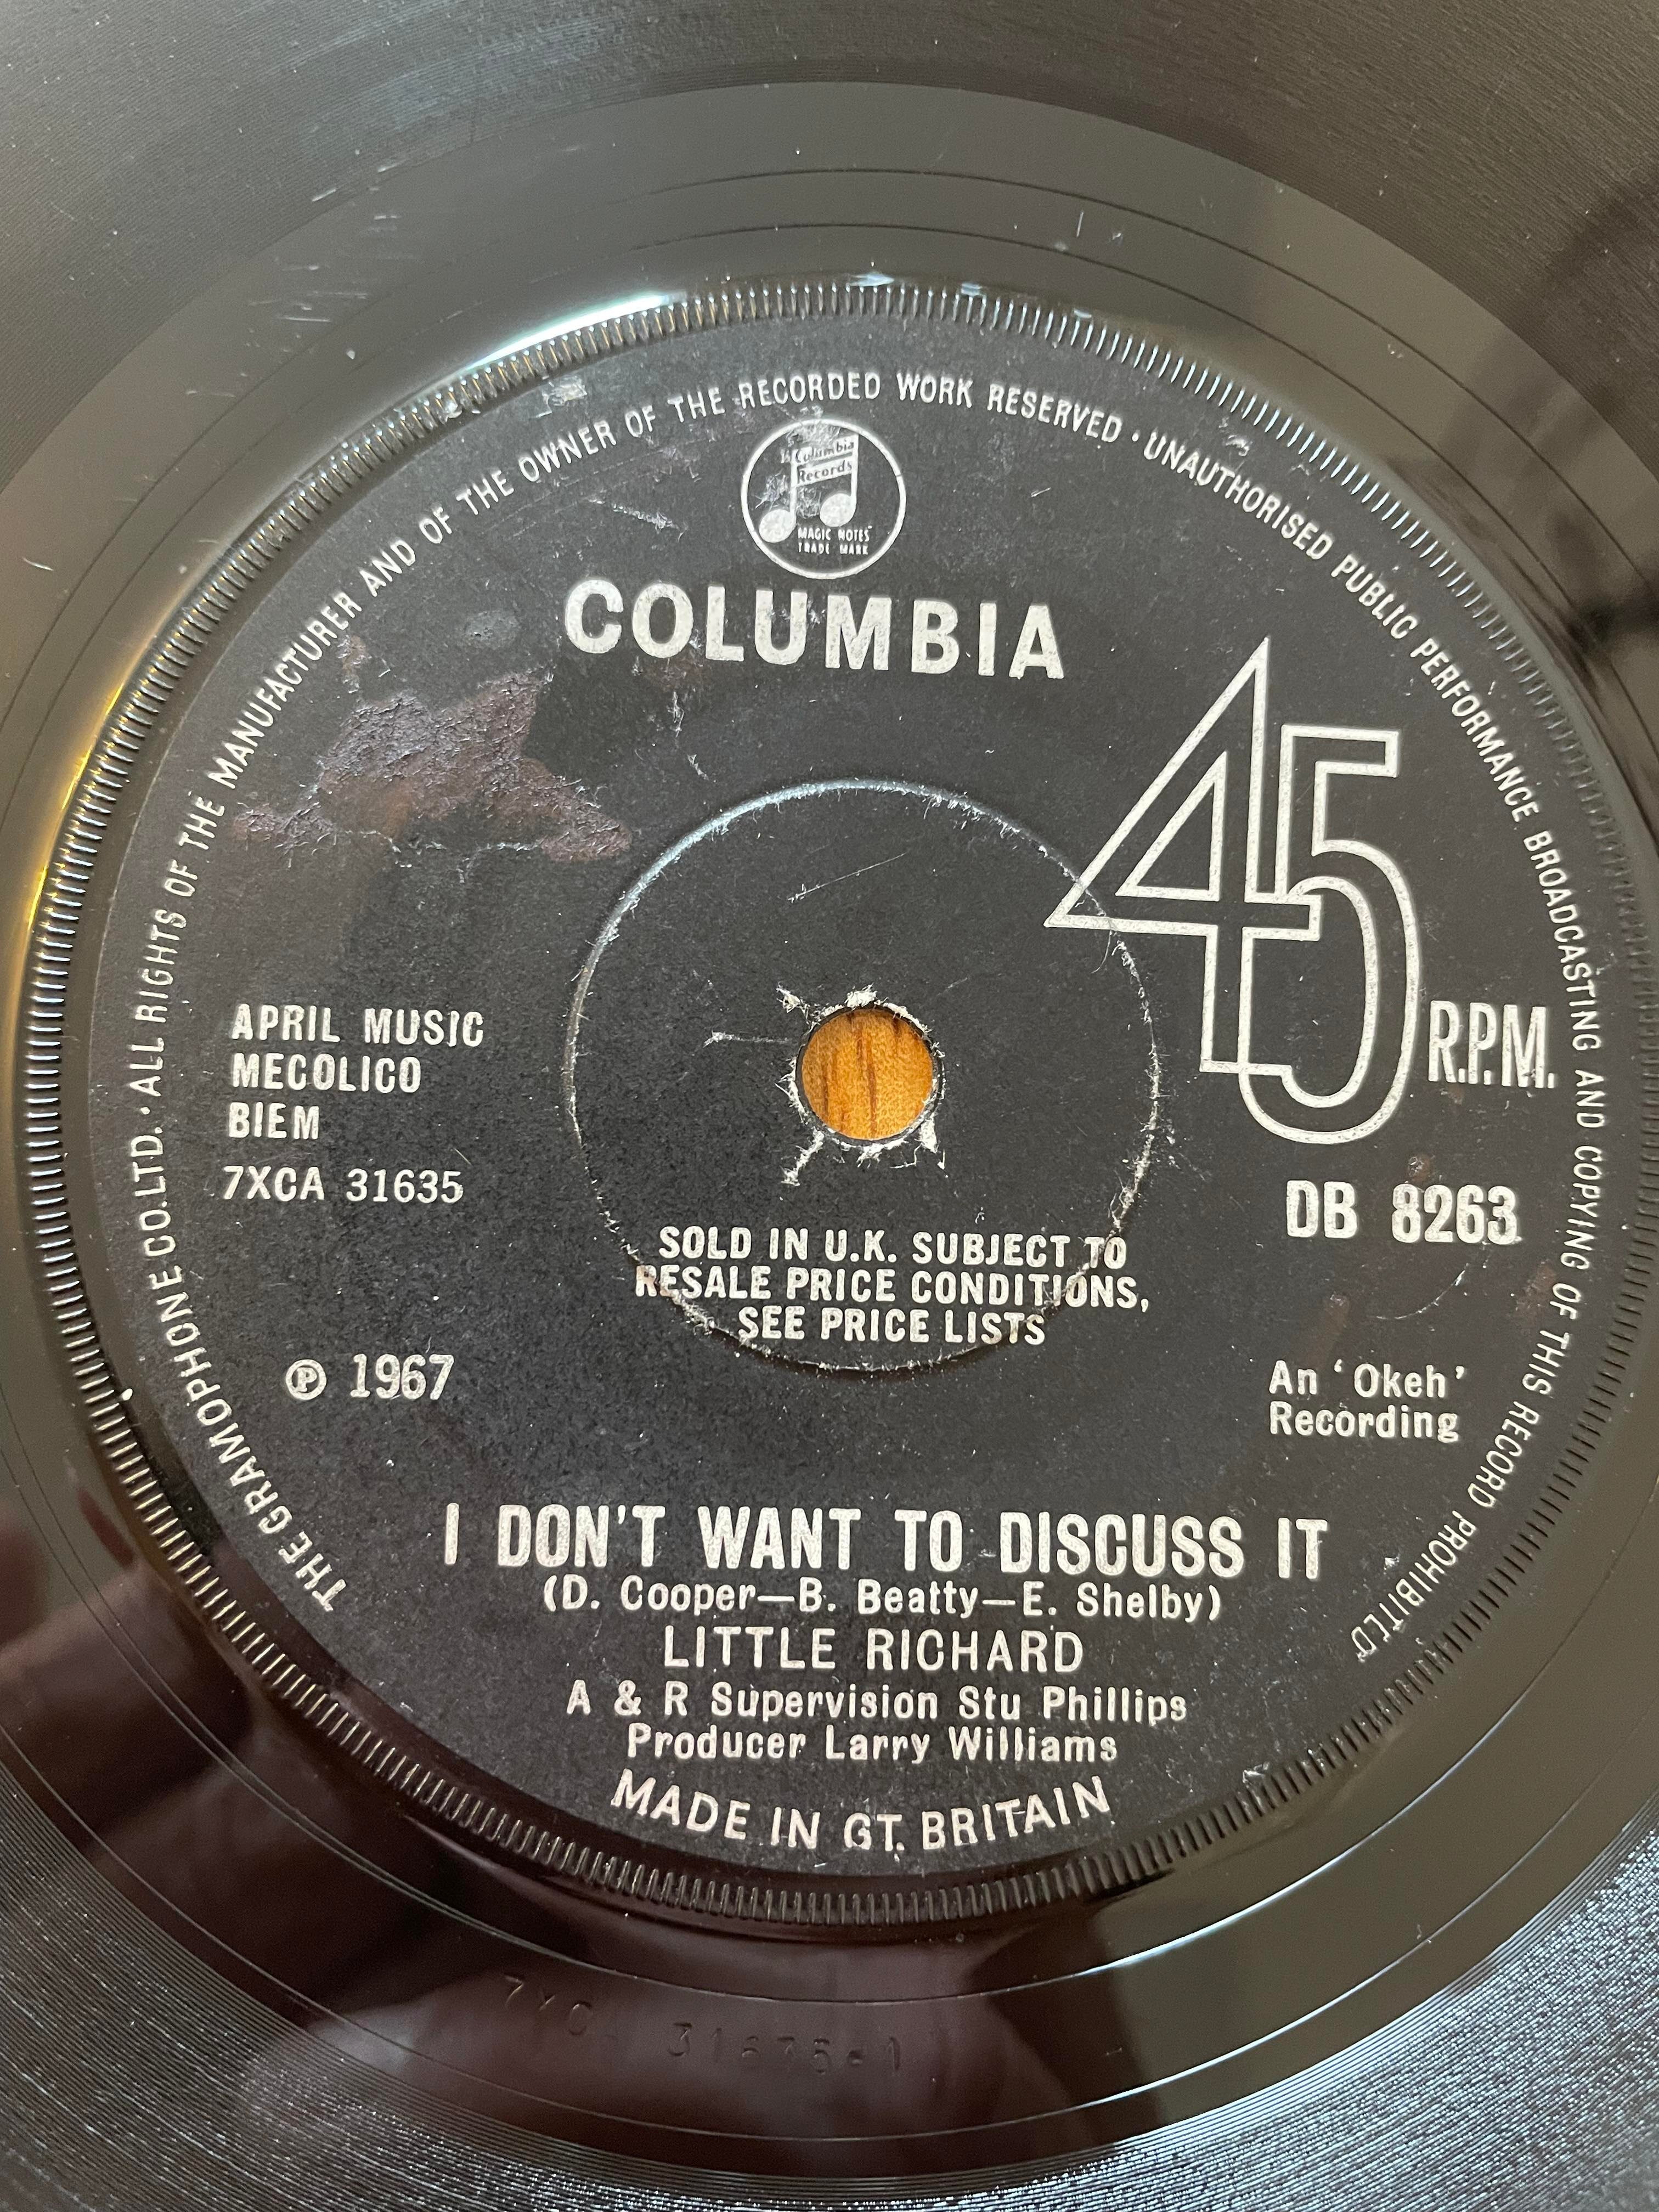 THE GRAMOPHONE CO. LTD. · ALL RIGHTS OF THE MANUFACTURER AND OF THE OWNER OF THE RECORDED WORK RESERVED · UNAUTHORISED PUBLIC PERFORMANCE BROADCASTING AND COPYING OF THIS RECORD PROHIBITED
Columbia
Records
MAGIC NOTES
TRADE MARK
COLUMBIA
45 R.P.M.
APRIL MUSIC
MECOLICO
BIEM
7XCA 31635
DB 8263
SOLD IN U.K. SUBJECT TO
RESALE PRICE CONDITIONS,
SEE PRICE LISTS
℗ 1967
An ‘Okeh’
Recording
I DON'T WANT TO DISCUSS IT
(D. Cooper—B. Beatty—E. Shelby)
LITTLE RICHARD
A & R Supervision Stu Phillips
Producer Larry Williams
MADE IN GT. BRITAIN